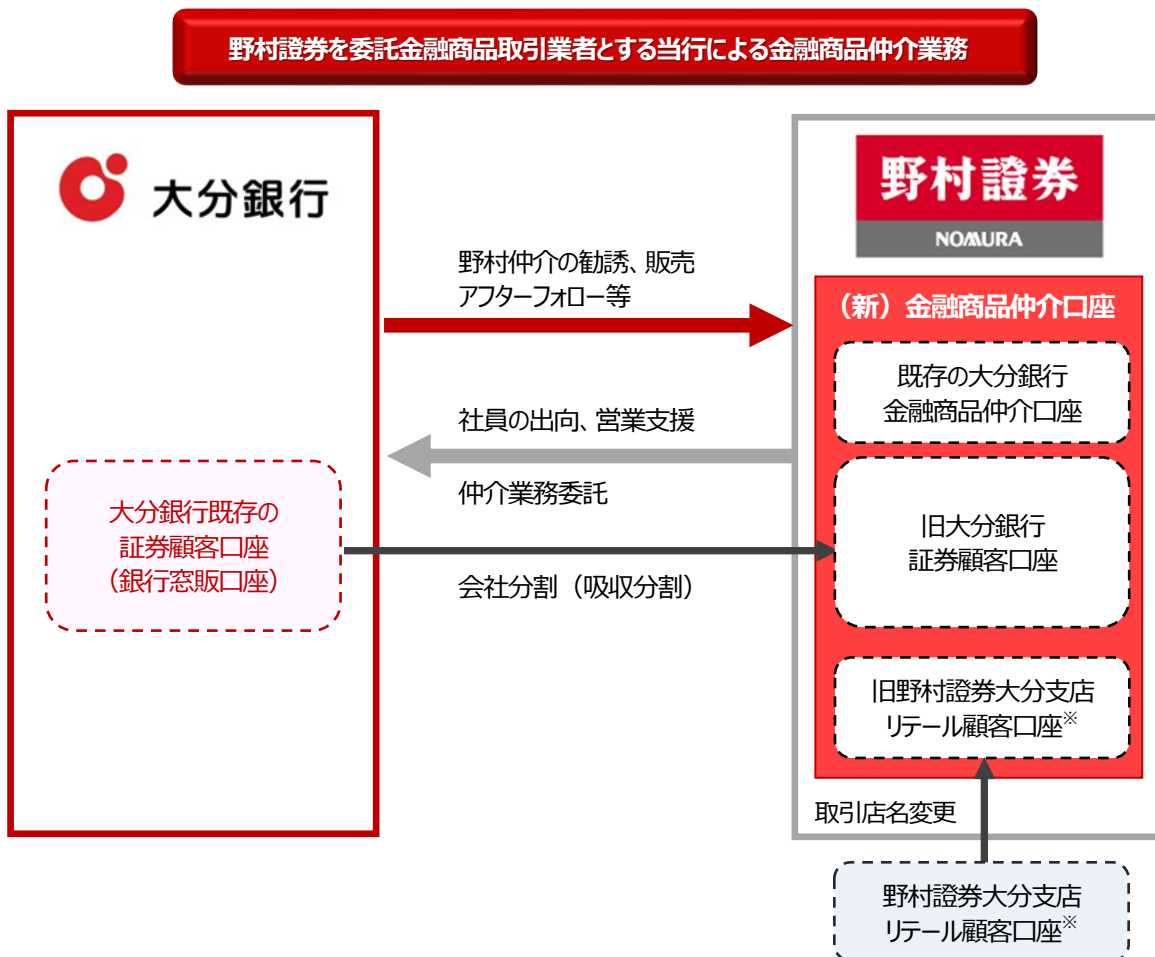 野村證券を委託金融商品取引業者とする当行による金融商品仲介業務
大分銀行
野村證券
NOMURA
野村仲介の勧誘、販売
アフターフォロー等
社員の出向、営業支援
仲介業務委託
大分銀行既存の
証券顧客口座
（銀行窓販口座）
会社分割（吸収分割）
（新）金融商品仲介口座
既存の大分銀行
金融商品仲介口座
旧大分銀行
証券顧客口座
旧野村證券大分支店
リテール顧客口座※
取引店名変更
野村證券大分支店
リテール顧客口座※